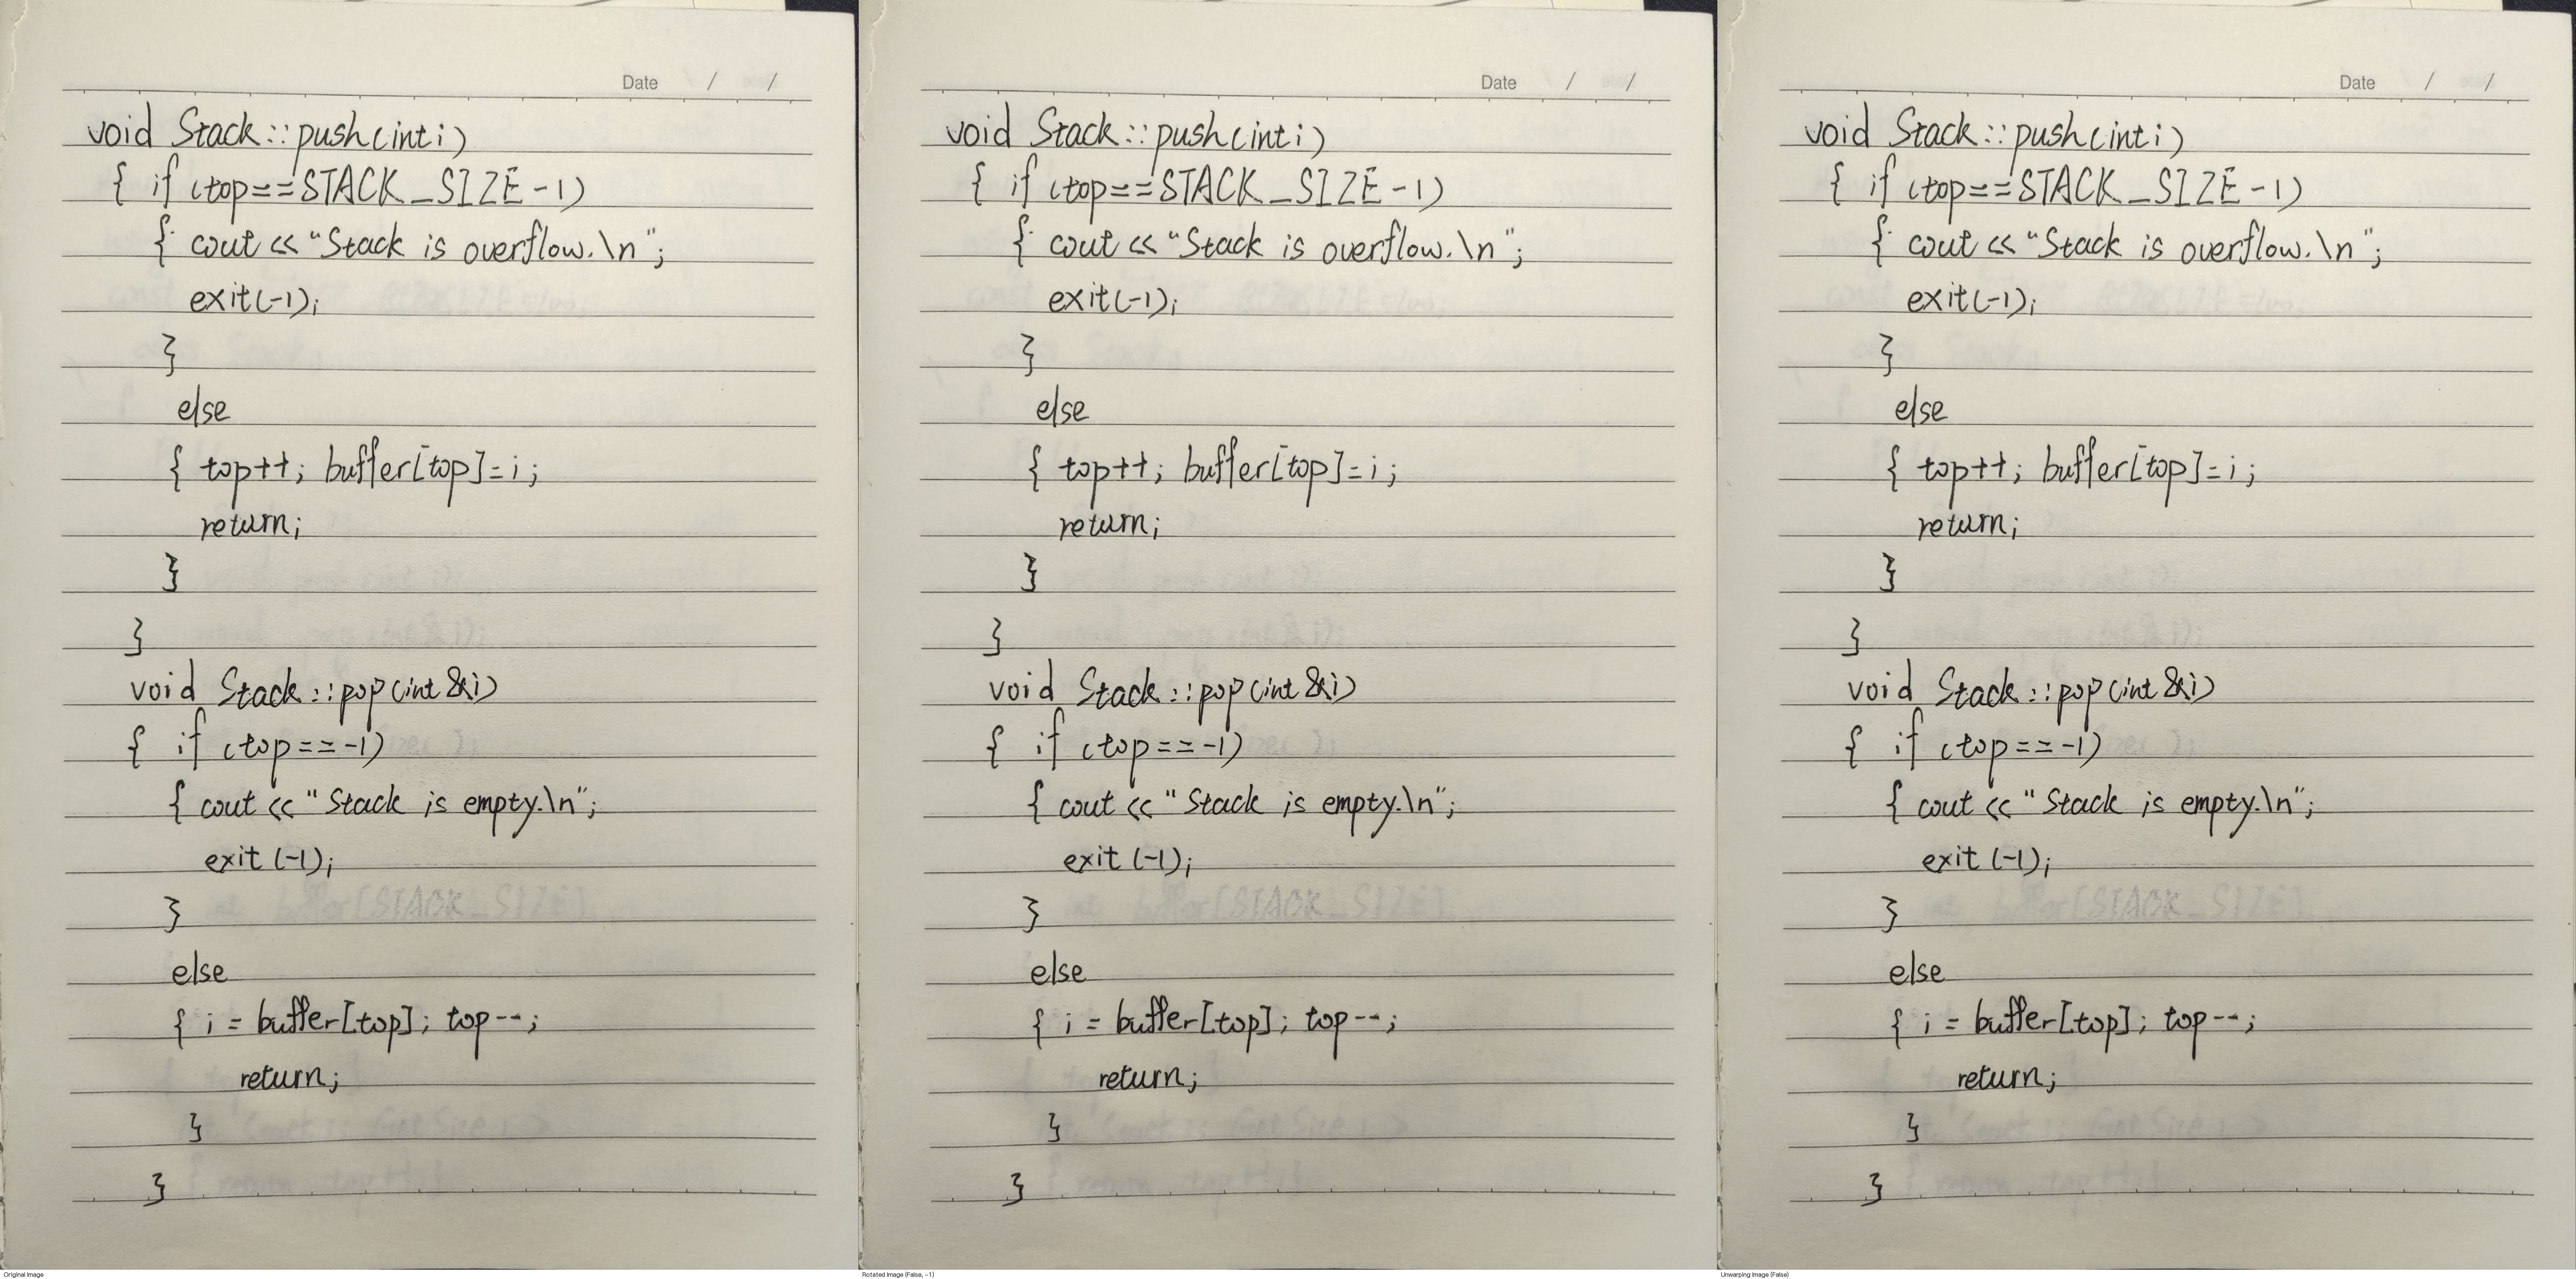 Date / /
void Stack::push(int i)
{ if (top==STACK_SIZE-1)
{ cout << "Stack is overflow.\n";
exit(-1);
}
else
{ top++; buffer[top]=i;
return;
}
}
void Stack::pop(int &i)
{ if (top==-1)
{ cout << "Stack is empty.\n";
exit(-1);
}
else
{ i = buffer[top]; top--;
return;
}
}
Original Image
Date / /
void Stack::push(int i)
{ if (top==STACK_SIZE-1)
{ cout << "Stack is overflow.\n";
exit(-1);
}
else
{ top++; buffer[top]=i;
return;
}
}
void Stack::pop(int &i)
{ if (top==-1)
{ cout << "Stack is empty.\n";
exit(-1);
}
else
{ i = buffer[top]; top--;
return;
}
}
Rotated Image (False, -1)
Date / /
void Stack::push(int i)
{ if (top==STACK_SIZE-1)
{ cout << "Stack is overflow.\n";
exit(-1);
}
else
{ top++; buffer[top]=i;
return;
}
}
void Stack::pop(int &i)
{ if (top==-1)
{ cout << "Stack is empty.\n";
exit(-1);
}
else
{ i = buffer[top]; top--;
return;
}
}
Unwarping Image (False)